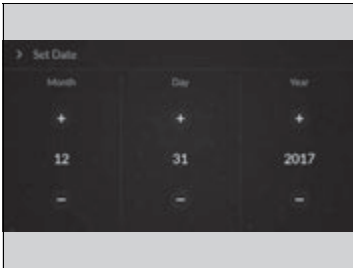 > Set Date
Month Day Year
+ + +
12 31 2017
- - -